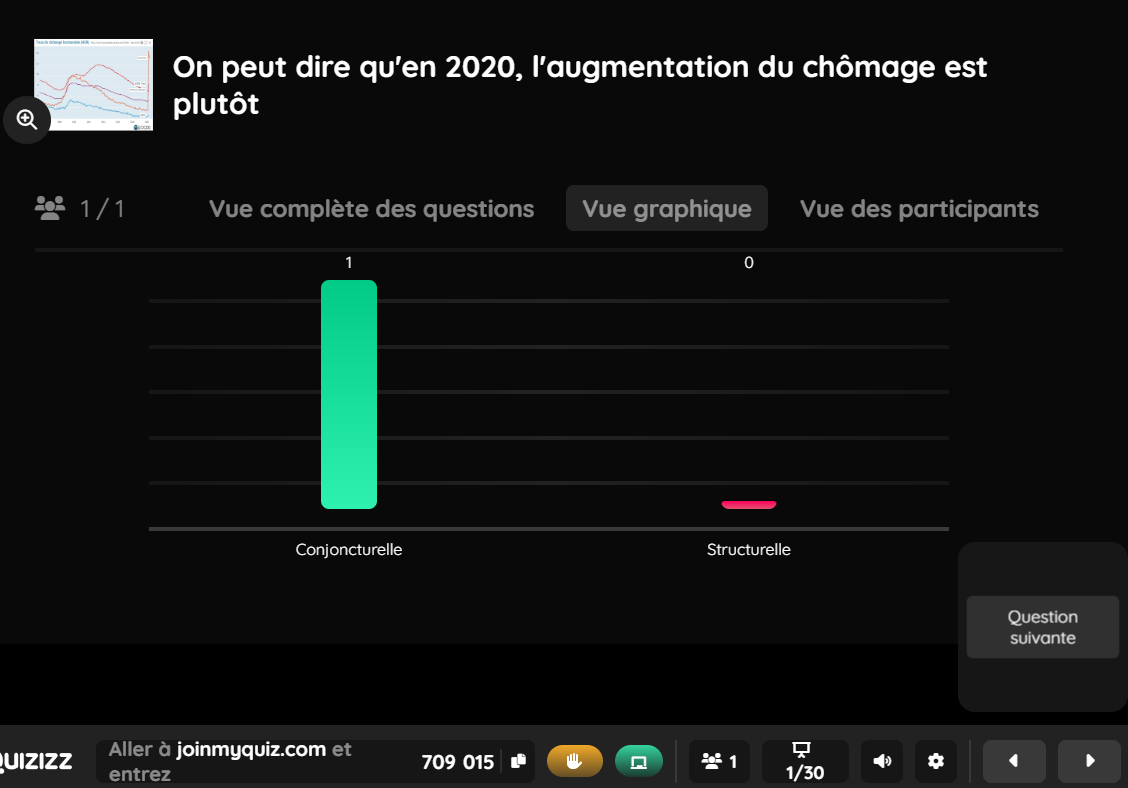 On peut dire qu'en 2020, l'augmentation du chômage est
plutôt
1 / 1
Vue complète des questions
Vue graphique
Vue des participants
1
0
Conjoncturelle
Structurelle
Question
suivante
QUIZIZZ
Aller à joinmyquiz.com et
entrez
709 015
1
1/30